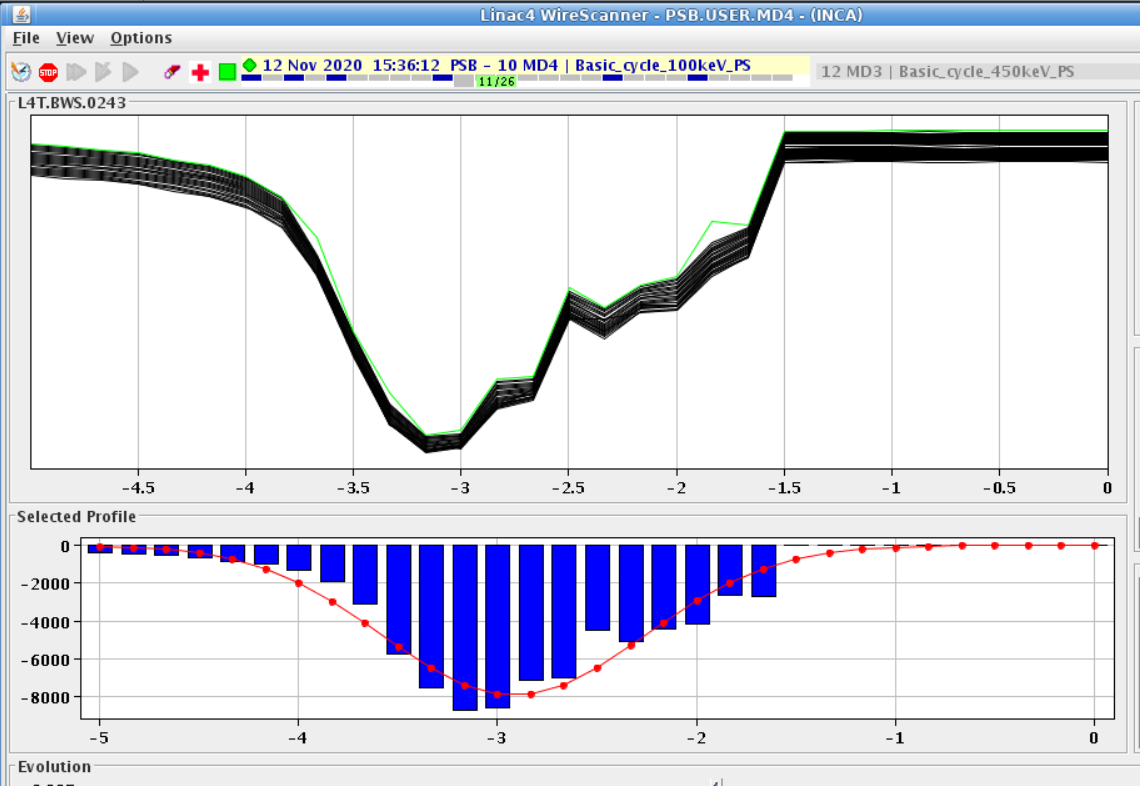 Linac4 WireScanner - PSB.USER.MD4 - (INCA)
File View Options
STOP 12 Nov 2020 15:36:12 PSB - 10 MD4 | Basic_cycle_100keV_PS 12 MD3 | Basic_cycle_450keV_PS
11/26
L4T.BWS.0243
-4.5 -4 -3.5 -3 -2.5 -2 -1.5 -1 -0.5 0
Selected Profile
0
-2000
-4000
-6000
-8000
-5 -4 -3 -2 -1 0
Evolution